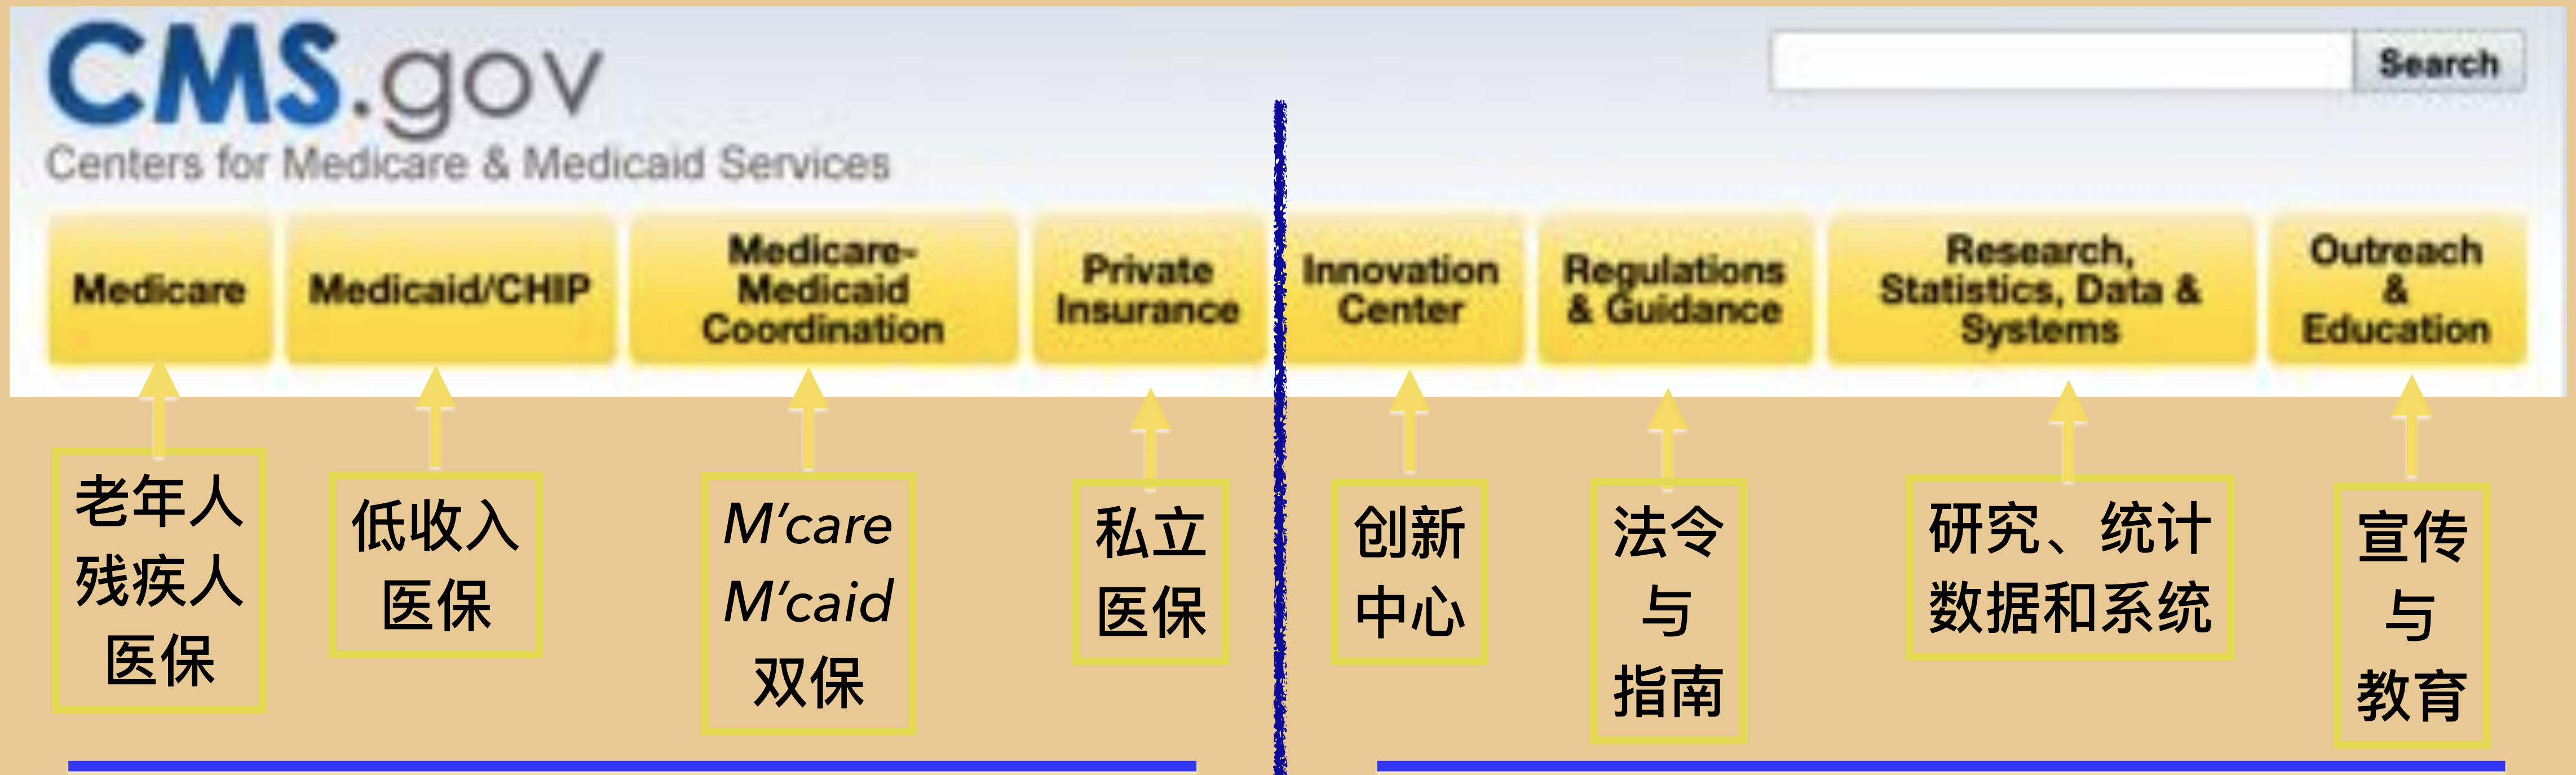 CMS.gov
Search
Centers for Medicare & Medicaid Services
Medicare
Medicaid/CHIP
Medicare-
Medicaid
Coordination
Private
Insurance
Innovation
Center
Regulations
& Guidance
Research,
Statistics, Data &
Systems
Outreach
&
Education
老年人
残疾人
医保
低收入
医保
M'care
M'caid
双保
私立
医保
创新
中心
法令
与
指南
研究、统计
数据和系统
宣传
与
教育